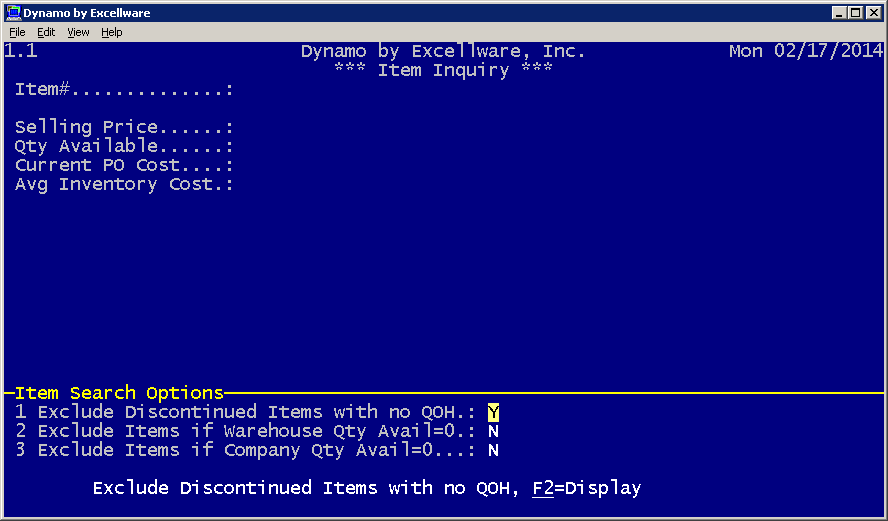 Dynamo by Excellware
File Edit View Help
1.1 Dynamo by Excellware, Inc. Mon 02/17/2014
*** Item Inquiry ***
Item#..............:
Selling Price......:
Qty Available......:
Current PO Cost....:
Avg Inventory Cost.:
Item Search Options
1 Exclude Discontinued Items with no QOH.: Y
2 Exclude Items if Warehouse Qty Avail=0.: N
3 Exclude Items if Company Qty Avail=0...: N
Exclude Discontinued Items with no QOH, F2=Display